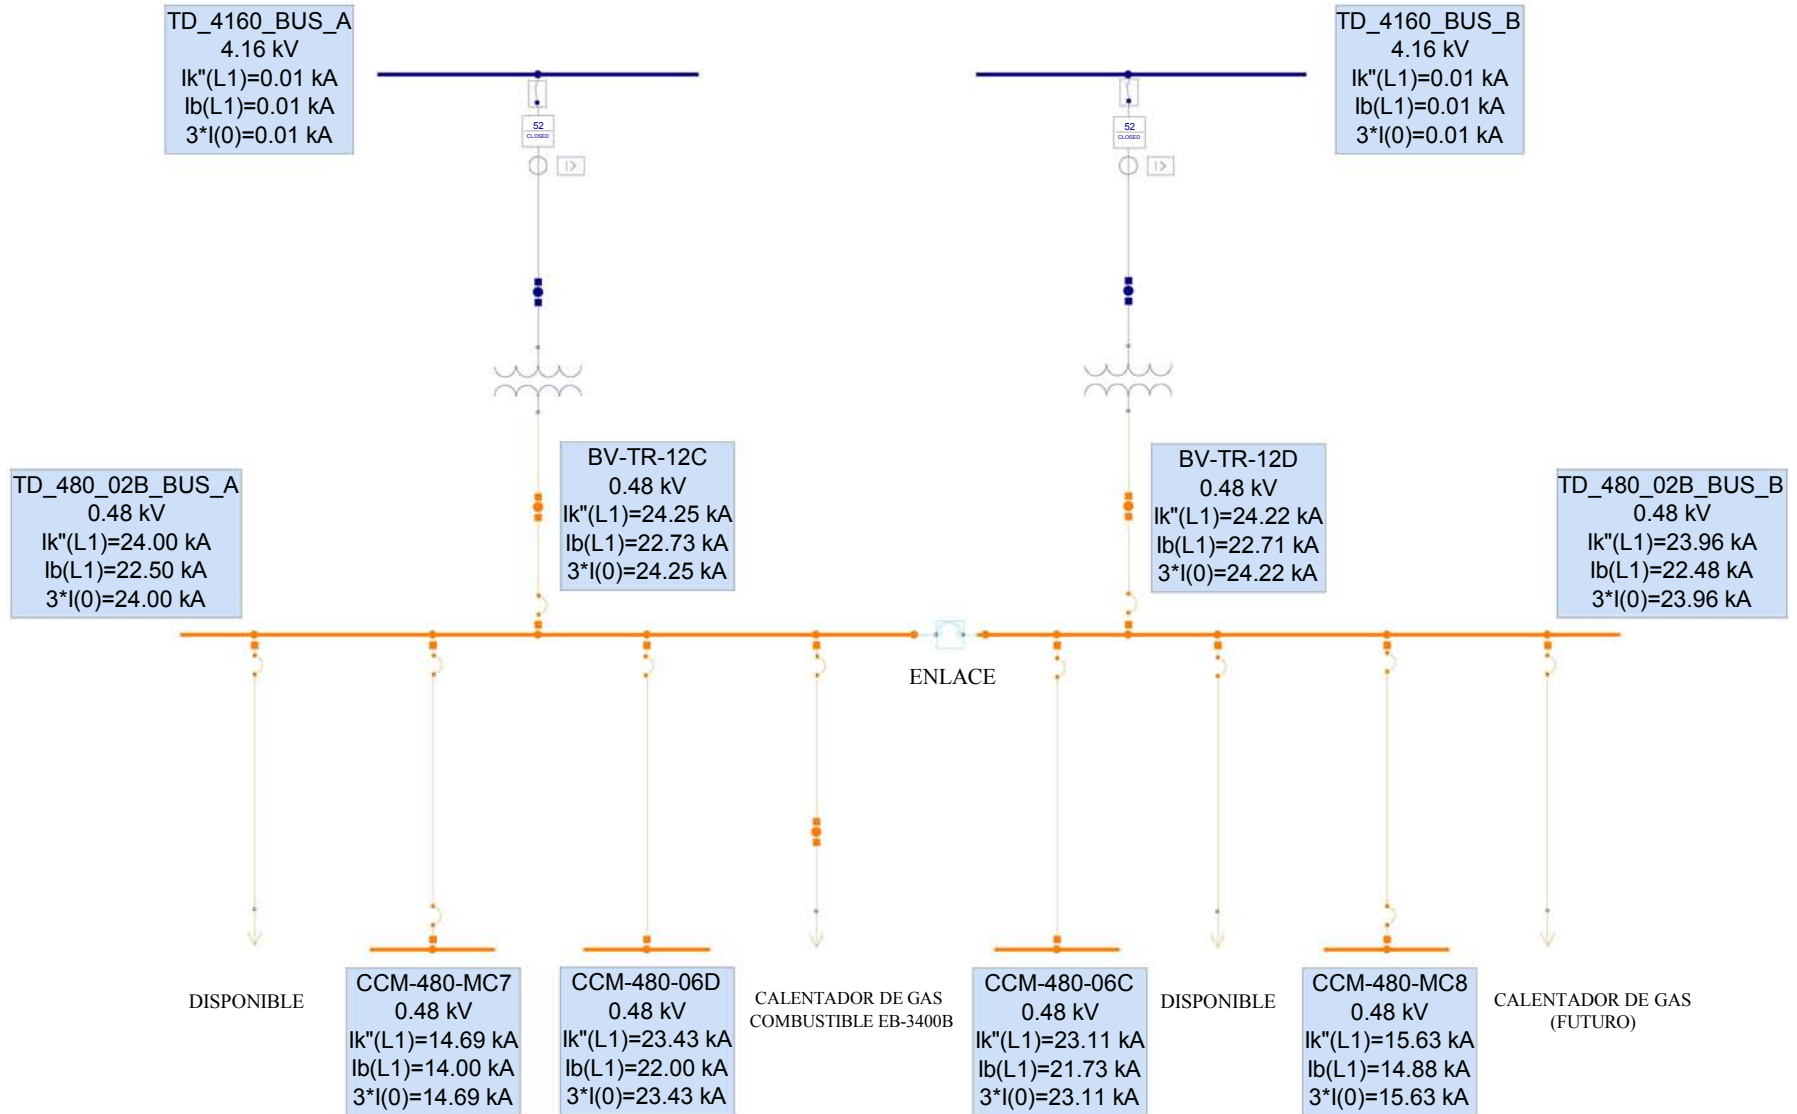 TD_4160_BUS_A
4.16 kV
Ik"(L1)=0.01 kA
Ib(L1)=0.01 kA
3*I(0)=0.01 kA
52
CLOSED
I>
TD_4160_BUS_B
4.16 kV
Ik"(L1)=0.01 kA
Ib(L1)=0.01 kA
3*I(0)=0.01 kA
52
CLOSED
I>
TD_480_02B_BUS_A
0.48 kV
Ik"(L1)=24.00 kA
Ib(L1)=22.50 kA
3*I(0)=24.00 kA
BV-TR-12C
0.48 kV
Ik"(L1)=24.25 kA
Ib(L1)=22.73 kA
3*I(0)=24.25 kA
BV-TR-12D
0.48 kV
Ik"(L1)=24.22 kA
Ib(L1)=22.71 kA
3*I(0)=24.22 kA
TD_480_02B_BUS_B
0.48 kV
Ik"(L1)=23.96 kA
Ib(L1)=22.48 kA
3*I(0)=23.96 kA
ENLACE
DISPONIBLE
CCM-480-MC7
0.48 kV
Ik"(L1)=14.69 kA
Ib(L1)=14.00 kA
3*I(0)=14.69 kA
CCM-480-06D
0.48 kV
Ik"(L1)=23.43 kA
Ib(L1)=22.00 kA
3*I(0)=23.43 kA
CALENTADOR DE GAS
COMBUSTIBLE EB-3400B
CCM-480-06C
0.48 kV
Ik"(L1)=23.11 kA
Ib(L1)=21.73 kA
3*I(0)=23.11 kA
DISPONIBLE
CCM-480-MC8
0.48 kV
Ik"(L1)=15.63 kA
Ib(L1)=14.88 kA
3*I(0)=15.63 kA
CALENTADOR DE GAS
(FUTURO)